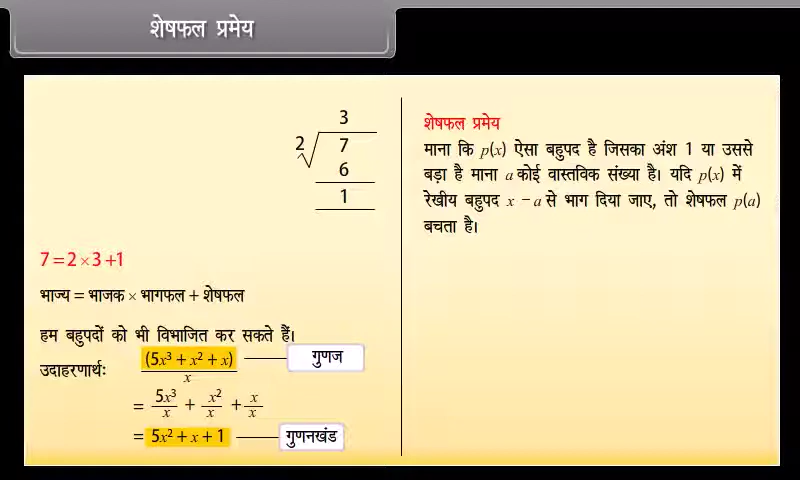 शेषफल प्रमेय
3
2 7
6
1
7 = 2 × 3 + 1
भाज्य = भाजक × भागफल + शेषफल
हम बहुपदों को भी विभाजित कर सकते हैं।
उदाहरणार्थः (5x³ + x² + x) / x गुणज
= 5x³/x + x²/x + x/x
= 5x² + x + 1 गुणनखंड
शेषफल प्रमेय
माना कि p(x) ऐसा बहुपद है जिसका अंश 1 या उससे
बड़ा है माना a कोई वास्तविक संख्या है। यदि p(x) में
रेखीय बहुपद x − a से भाग दिया जाए, तो शेषफल p(a)
बचता है।